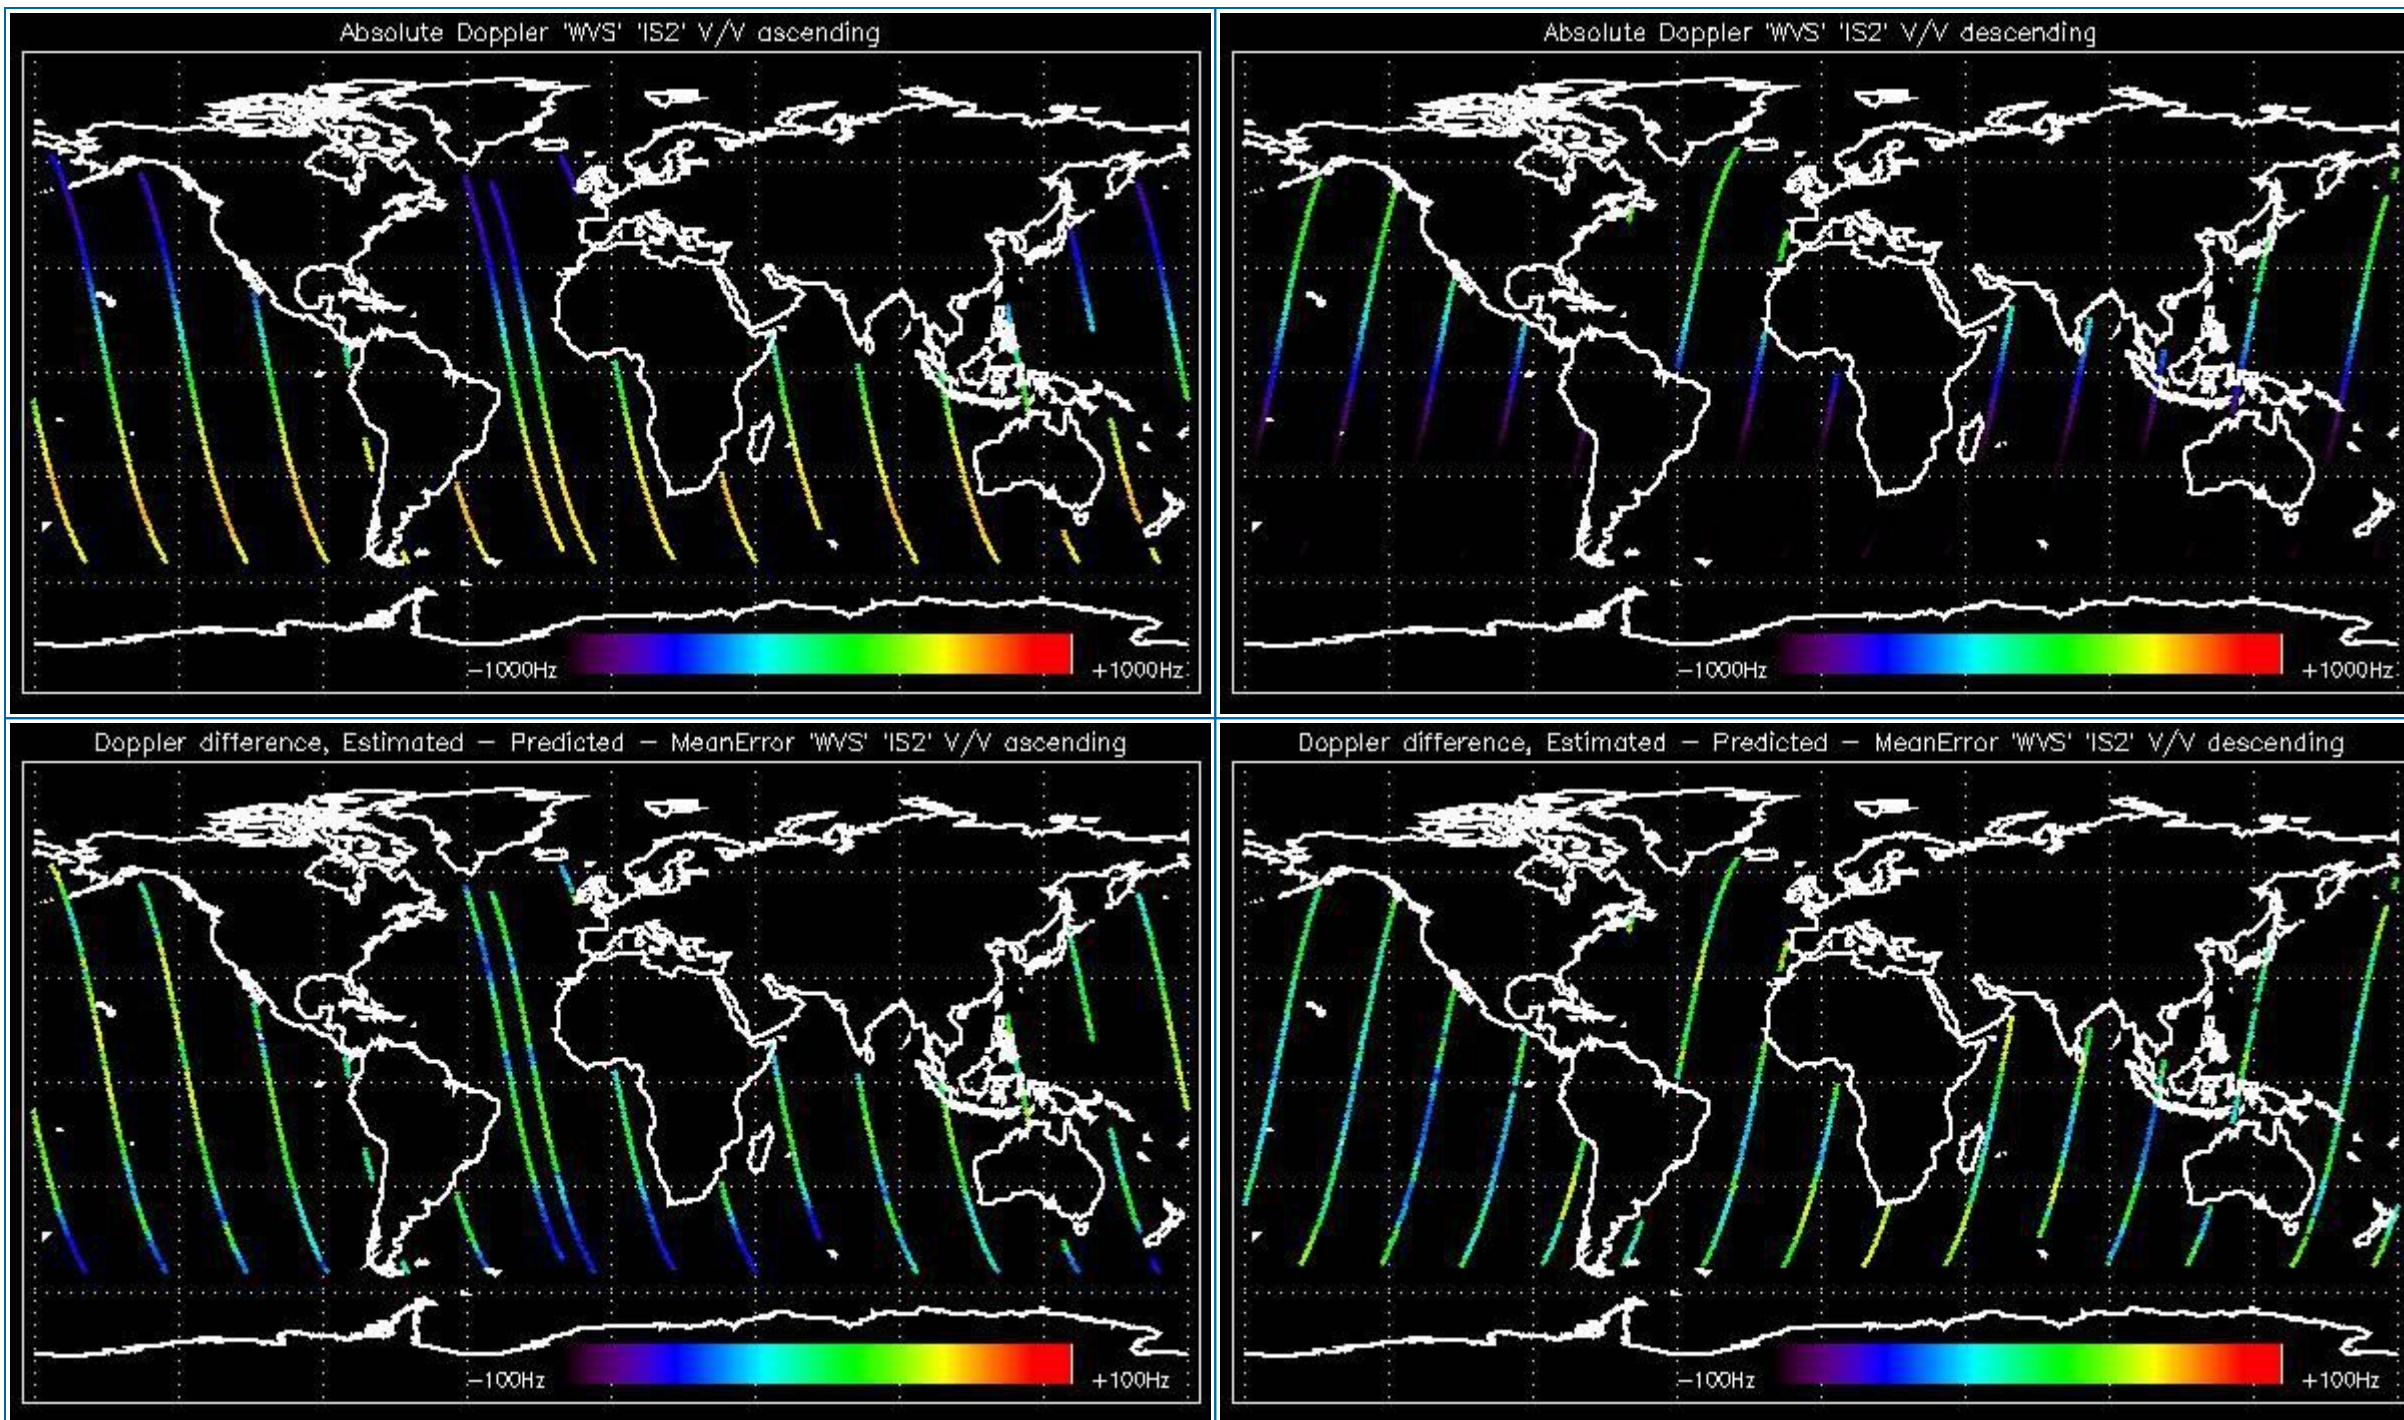 Absolute Doppler 'WVS' 'IS2' V/V ascending
-1000Hz
+1000Hz
Absolute Doppler 'WVS' 'IS2' V/V descending
-1000Hz
+1000Hz
Doppler difference, Estimated - Predicted - MeanError 'WVS' 'IS2' V/V ascending
-100Hz
+100Hz
Doppler difference, Estimated - Predicted - MeanError 'WVS' 'IS2' V/V descending
-100Hz
+100Hz